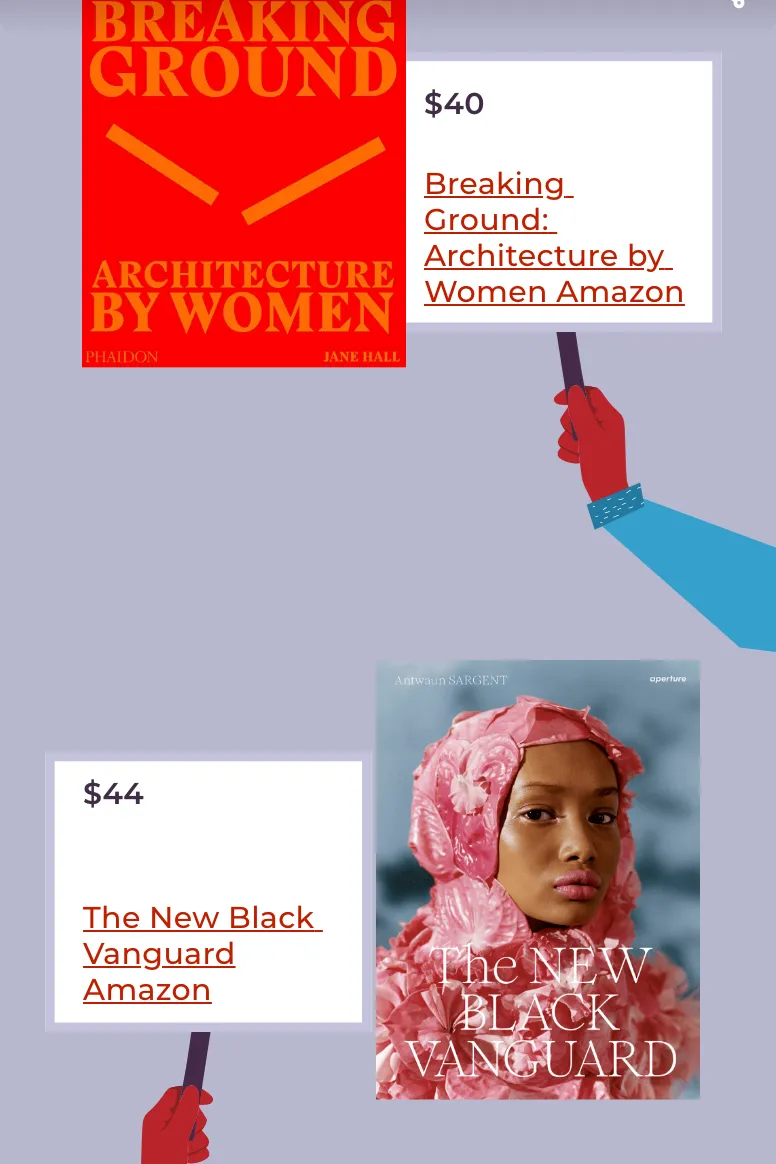 BREAKING
GROUND
ARCHITECTURE
BY WOMEN
PHAIDON
JANE HALL
$40
Breaking
Ground:
Architecture by
Women Amazon
$44
The New Black
Vanguard
Amazon
Antwaun SARGENT
aperture
The NEW
BLACK
VANGUARD